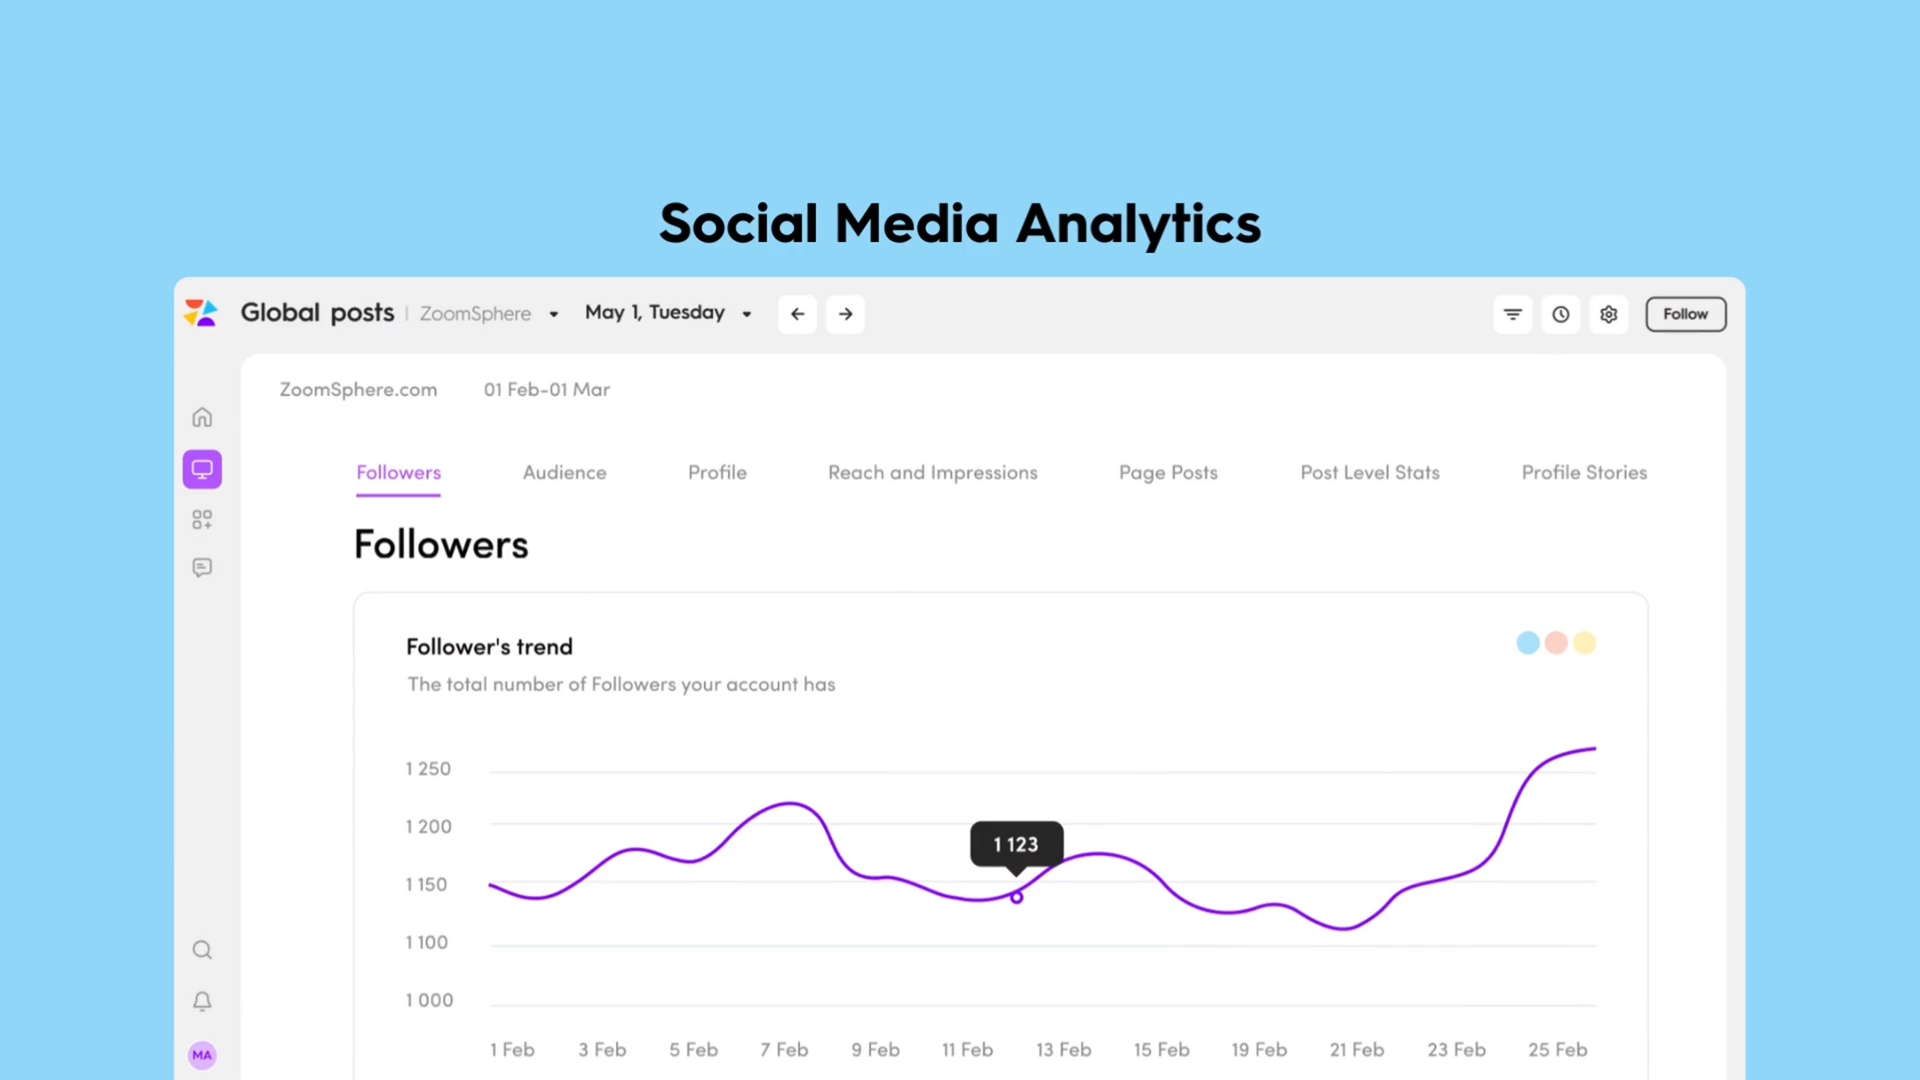 Social Media Analytics
Global posts | ZoomSphere May 1, Tuesday Follow
ZoomSphere.com 01 Feb-01 Mar
Followers Audience Profile Reach and Impressions Page Posts Post Level Stats Profile Stories
Followers
Follower's trend
The total number of Followers your account has
1 250
1 200
1 123
1 150
1 100
1 000
1 Feb 3 Feb 5 Feb 7 Feb 9 Feb 11 Feb 13 Feb 15 Feb 19 Feb 21 Feb 23 Feb 25 Feb
MA